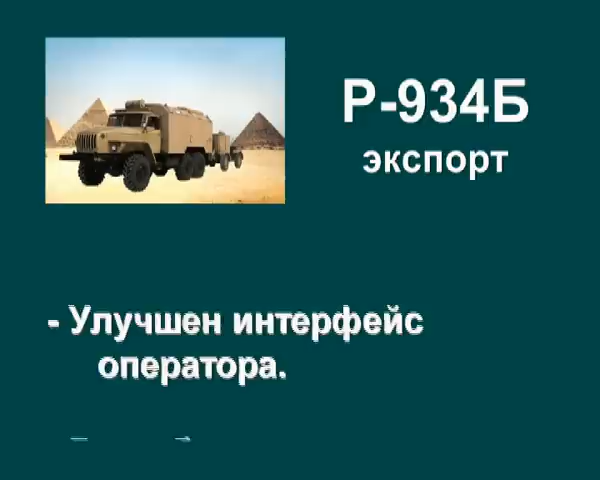 Р-934Б
экспорт
- Улучшен интерфейс
оператора.